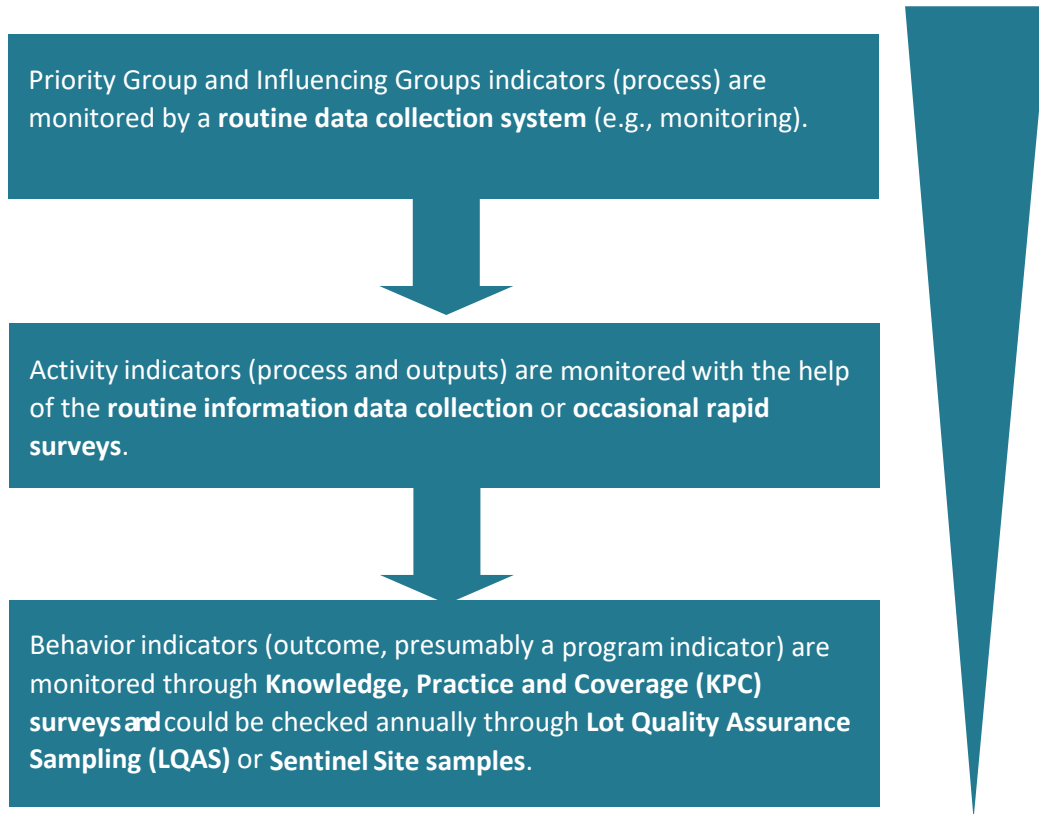 Priority Group and Influencing Groups indicators (process) are
monitored by a routine data collection system (e.g., monitoring).
Activity indicators (process and outputs) are monitored with the help
of the routine information data collection or occasional rapid
surveys.
Behavior indicators (outcome, presumably a program indicator) are
monitored through Knowledge, Practice and Coverage (KPC)
surveys and could be checked annually through Lot Quality Assurance
Sampling (LQAS) or Sentinel Site samples.